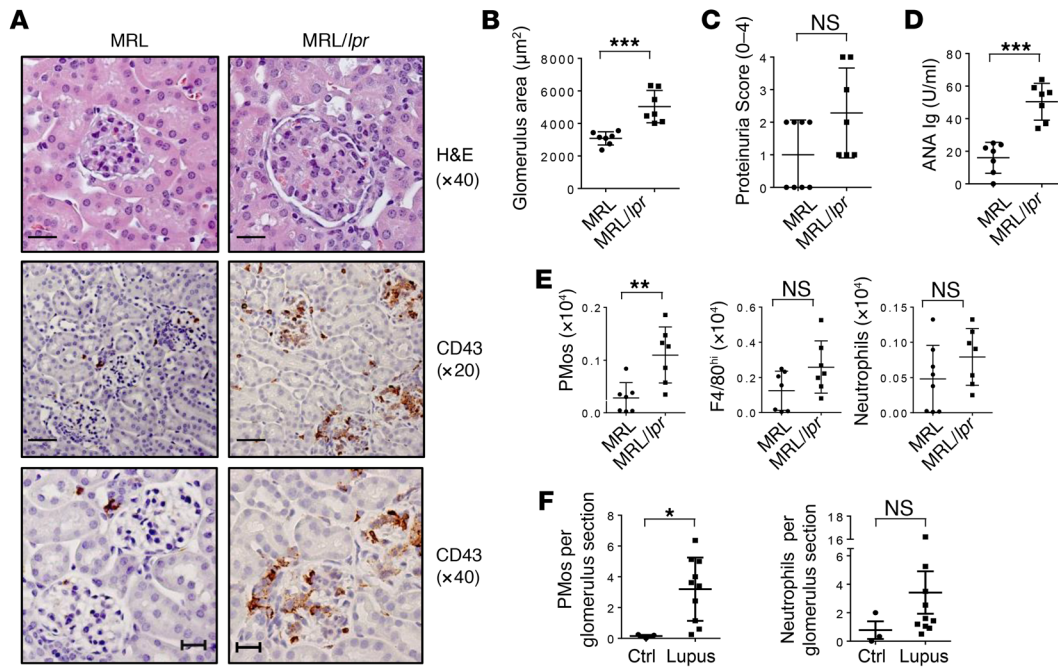 A
MRL
MRL/lpr
H&E
(×40)
CD43
(×20)
CD43
(×40)
B
***
Glomerulus area (µm²)
8000
6000
4000
2000
0
MRL
MRL/lpr
C
NS
Proteinuria Score (0–4)
4
3
2
1
0
MRL
MRL/lpr
D
***
ANA Ig (U/ml)
80
60
40
20
0
MRL
MRL/lpr
E
**
PMos (×10⁴)
0.2
0.1
0.0
MRL
MRL/lpr
NS
F4/80ʰⁱ (×10⁴)
0.6
0.4
0.2
0.0
MRL
MRL/lpr
NS
Neutrophils (×10⁴)
0.15
0.10
0.05
0.00
MRL
MRL/lpr
F
*
PMos per
glomerulus section
8
6
4
2
0
Ctrl Lupus
NS
Neutrophils per
glomerulus section
18
16
6
4
2
0
Ctrl Lupus